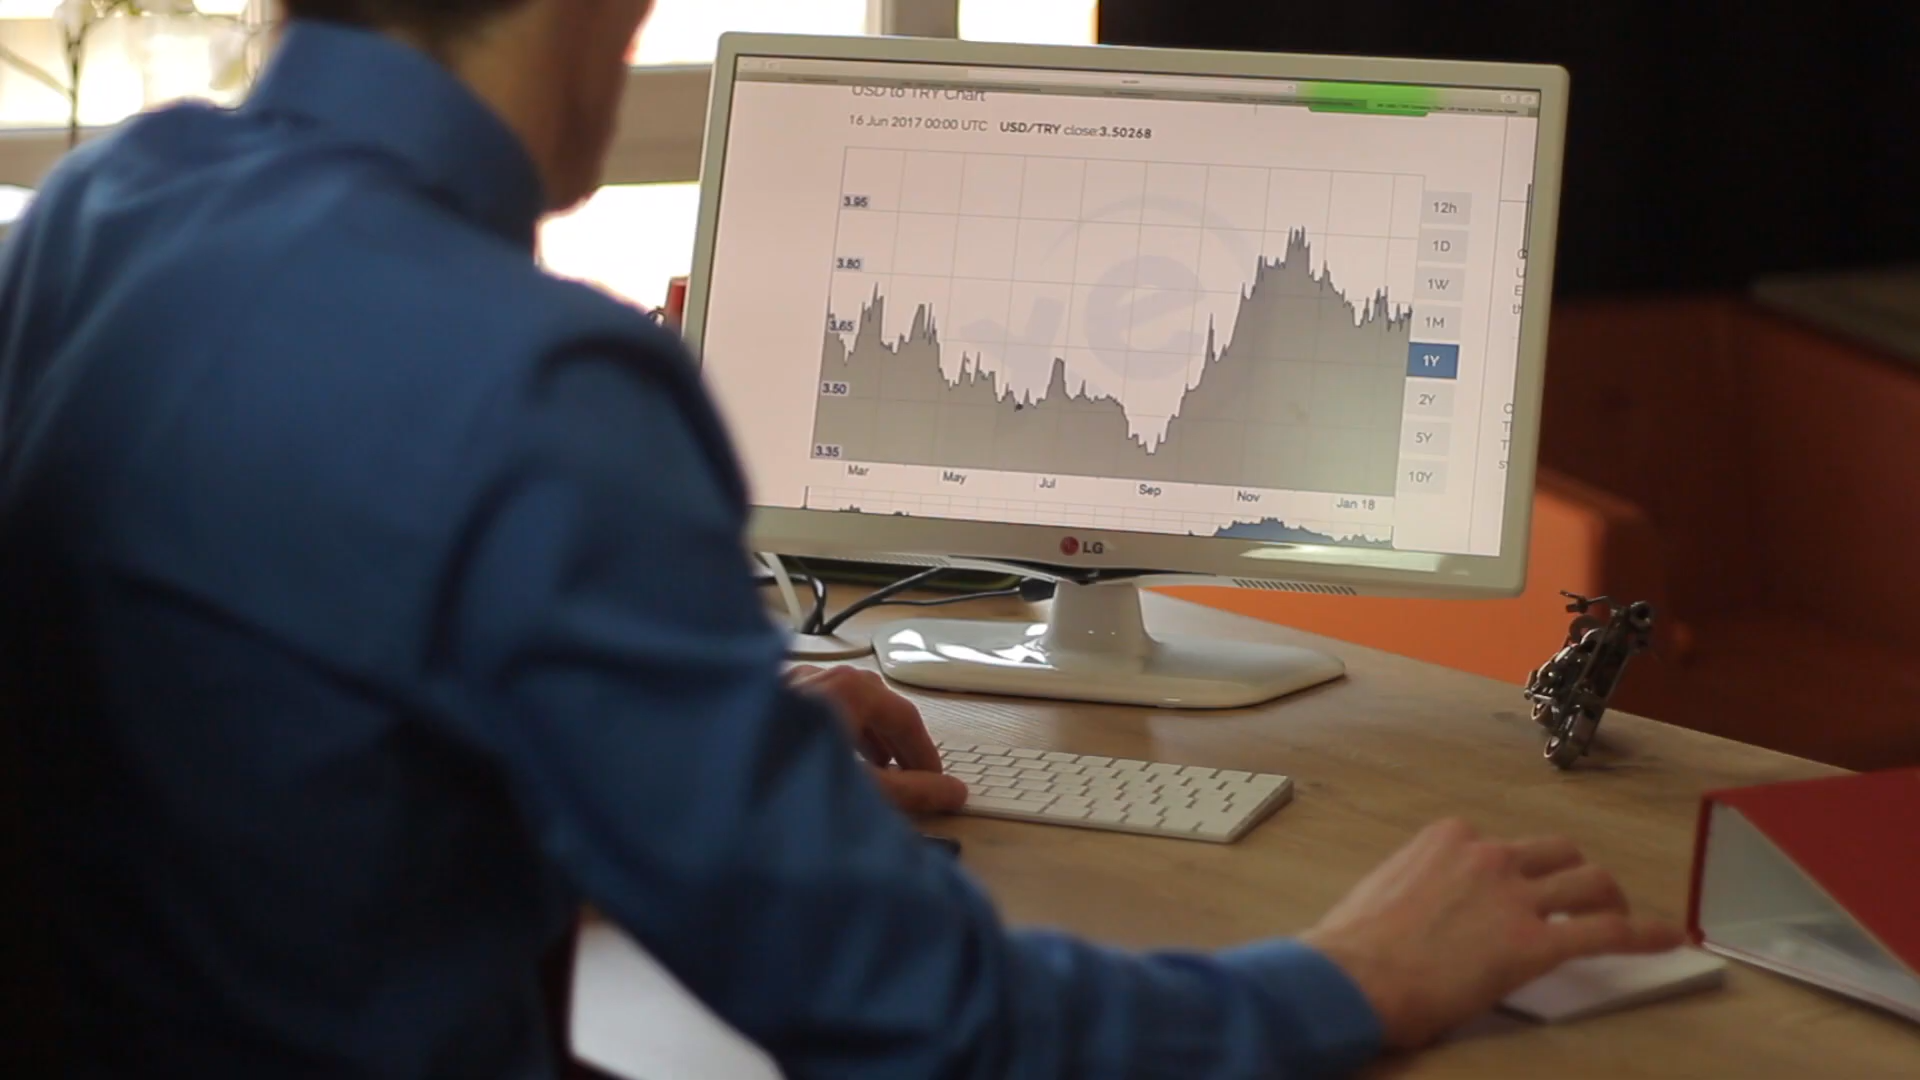 USD to TRY Chart
16 Jun 2017 00:00 UTC USD/TRY close:3.50268
3.95
3.80
3.65
3.50
3.35
Mar May Jul Sep Nov Jan 18
xe
12h
1D
1W
1M
1Y
2Y
5Y
10Y
LG